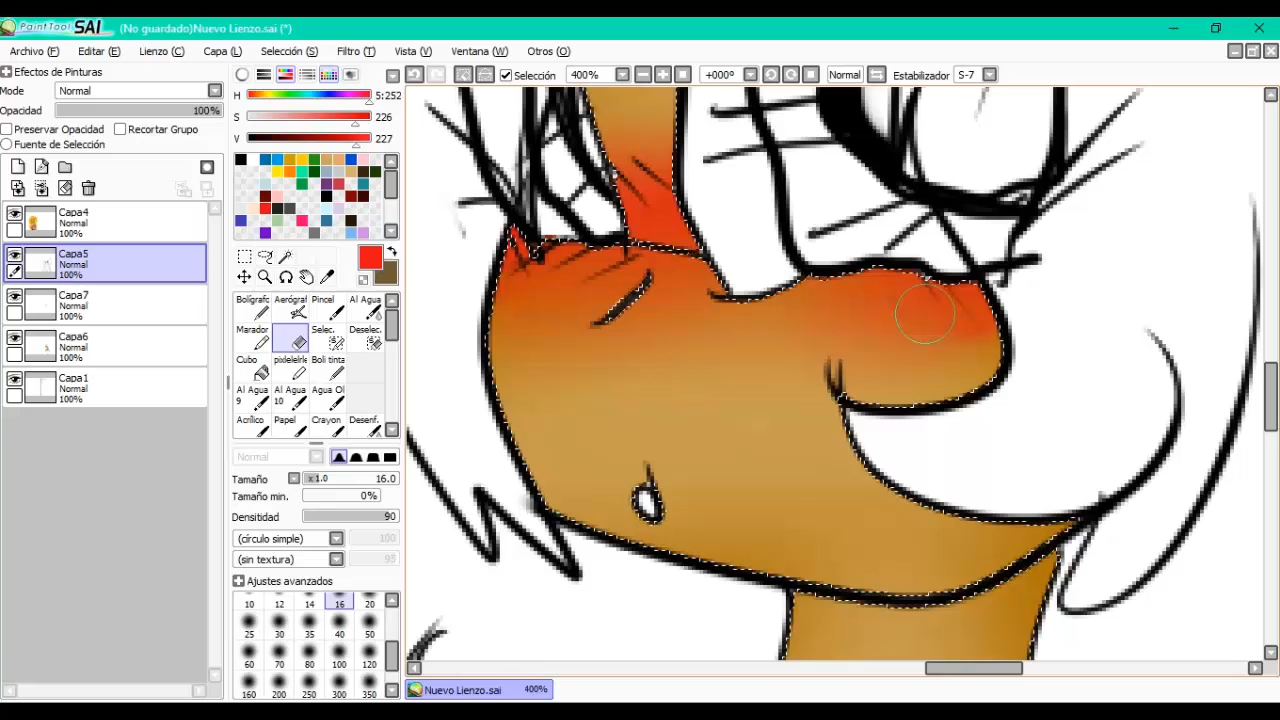 PaintTool SAI (No guardado)Nuevo Lienzo.sai (*)
Archivo (F) Editar (E) Lienzo (C) Capa (L) Selección (S) Filtro (T) Vista (V) Ventana (W) Otros (O)
Efectos de Pinturas
Mode Normal
Opacidad 100%
Preservar Opacidad Recortar Grupo
Fuente de Selección
Capa4
Normal
100%
Capa5
Normal
100%
Capa7
Normal
100%
Capa6
Normal
100%
Capa1
Normal
100%
Selección 400% +000° Normal Estabilizador S-7
H 5:252
S 226
V 227
Bolígrafo Aerógrafo Pincel Al Agua
Marador Selec. Deselec.
Cubo Boli tinta
Al Agua 9 Al Agua 10 Agua Ol
Acrílico Papel Crayon Desenf.
Normal
Tamaño x1.0 16.0
Tamaño min. 0%
Densitidad 90
(círculo simple) 100
(sin textura) 95
Ajustes avanzados
10 12 14 16 20
25 30 35 40 50
60 70 80 100 120
160 200 250 300 350
Nuevo Lienzo.sai 400%